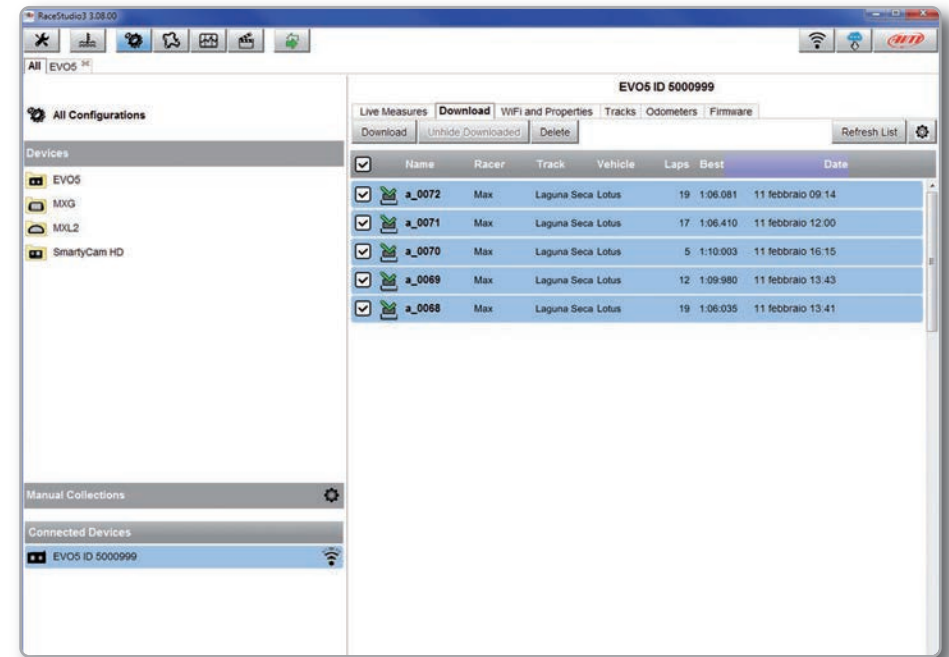 RaceStudio3 3.08.00
AiM
All EVO5
EVO5 ID 5000999
All Configurations
Live Measures Download WiFi and Properties Tracks Odometers Firmware
Download Unhide Downloaded Delete Refresh List
Devices
Name Racer Track Vehicle Laps Best Date
EVO5
MXG
MXL2
SmartyCam HD
a_0072 Max Laguna Seca Lotus 19 1:06.081 11 febbraio 09:14
a_0071 Max Laguna Seca Lotus 17 1:06.410 11 febbraio 12:00
a_0070 Max Laguna Seca Lotus 5 1:10:003 11 febbraio 16:15
a_0069 Max Laguna Seca Lotus 12 1:09:980 11 febbraio 13:43
a_0068 Max Laguna Seca Lotus 19 1:06:035 11 febbraio 13:41
Manual Collections
Connected Devices
EVO5 ID 5000999